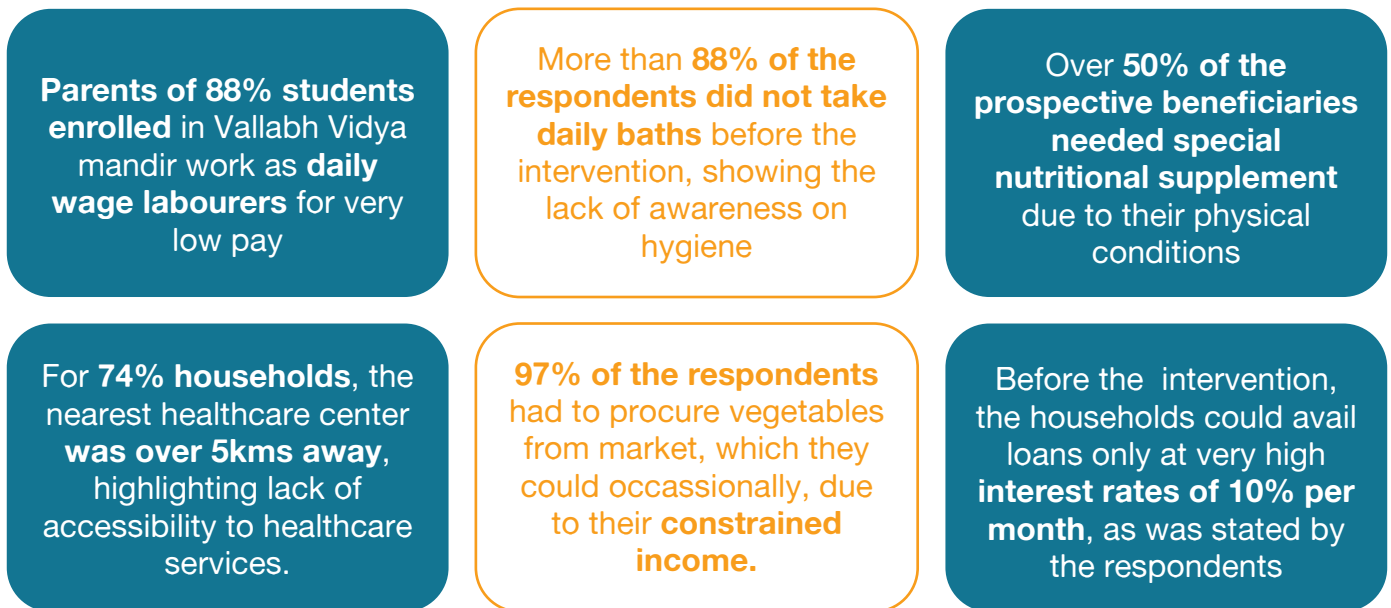 Parents of 88% students
enrolled in Vallabh Vidya
mandir work as daily
wage labourers for very
low pay
More than 88% of the
respondents did not take
daily baths before the
intervention, showing the
lack of awareness on
hygiene
Over 50% of the
prospective beneficiaries
needed special
nutritional supplement
due to their physical
conditions
For 74% households, the
nearest healthcare center
was over 5kms away,
highlighting lack of
accessibility to healthcare
services.
97% of the respondents
had to procure vegetables
from market, which they
could occassionally, due
to their constrained
income.
Before the intervention,
the households could avail
loans only at very high
interest rates of 10% per
month, as was stated by
the respondents